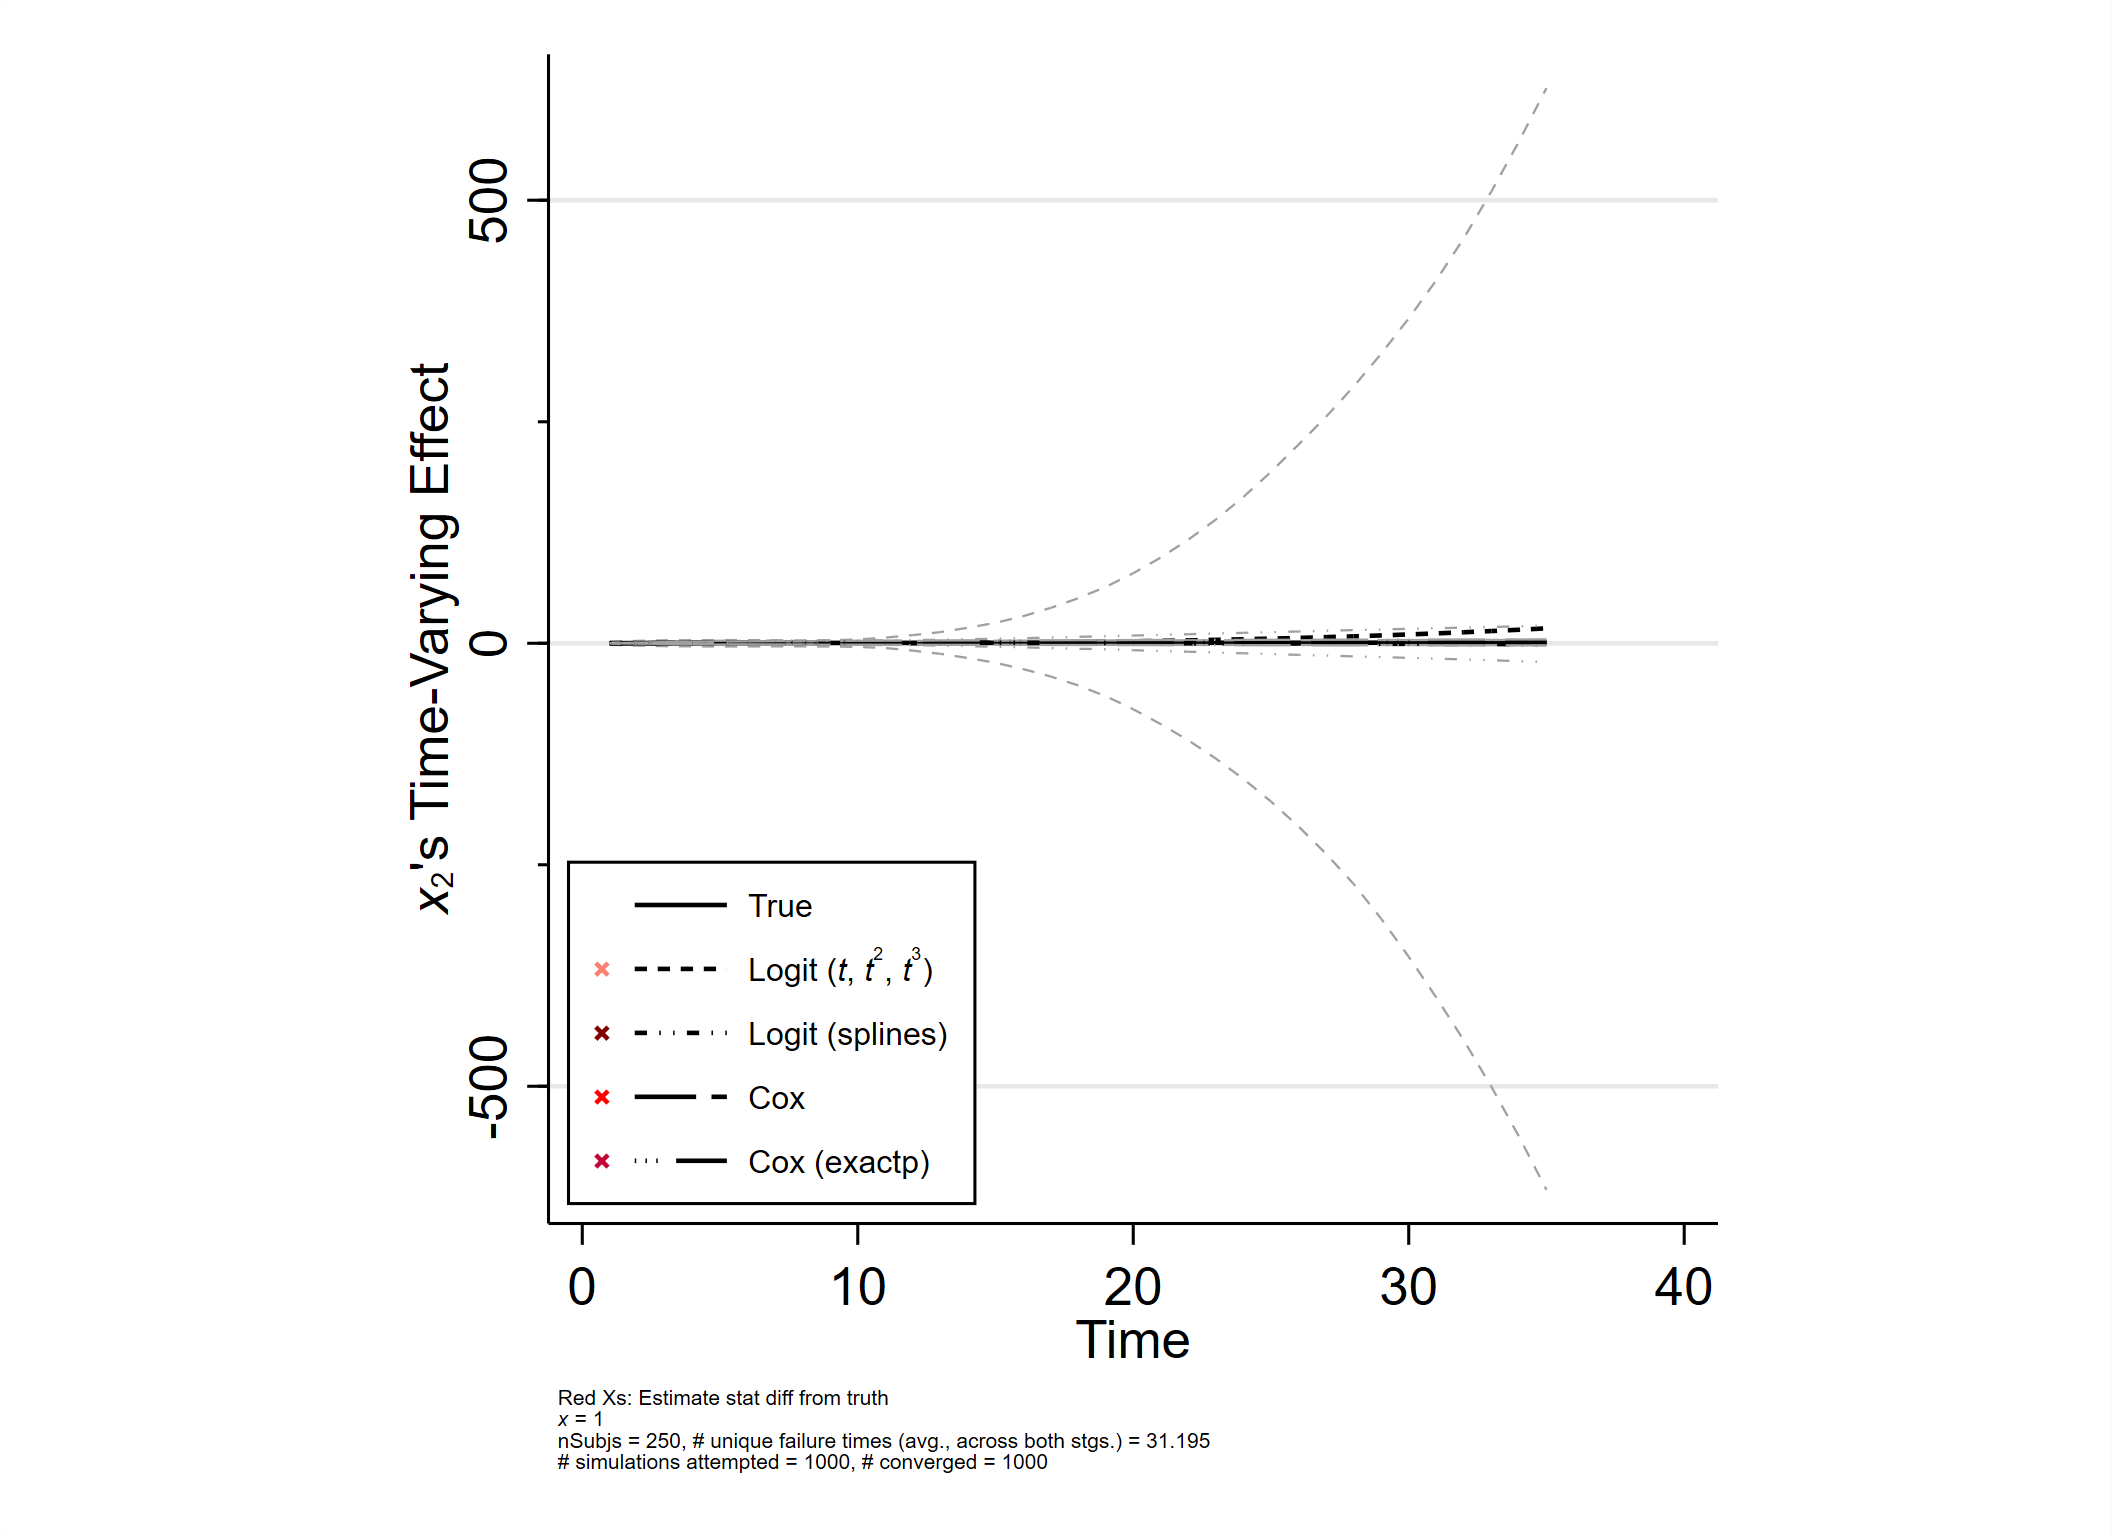 x₂'s Time-Varying Effect
500
0
-500
True
Logit (t, t², t³)
Logit (splines)
Cox
Cox (exactp)
0 10 20 30 40
Time
Red Xs: Estimate stat diff from truth
x = 1
nSubjs = 250, # unique failure times (avg., across both stgs.) = 31.195
# simulations attempted = 1000, # converged = 1000